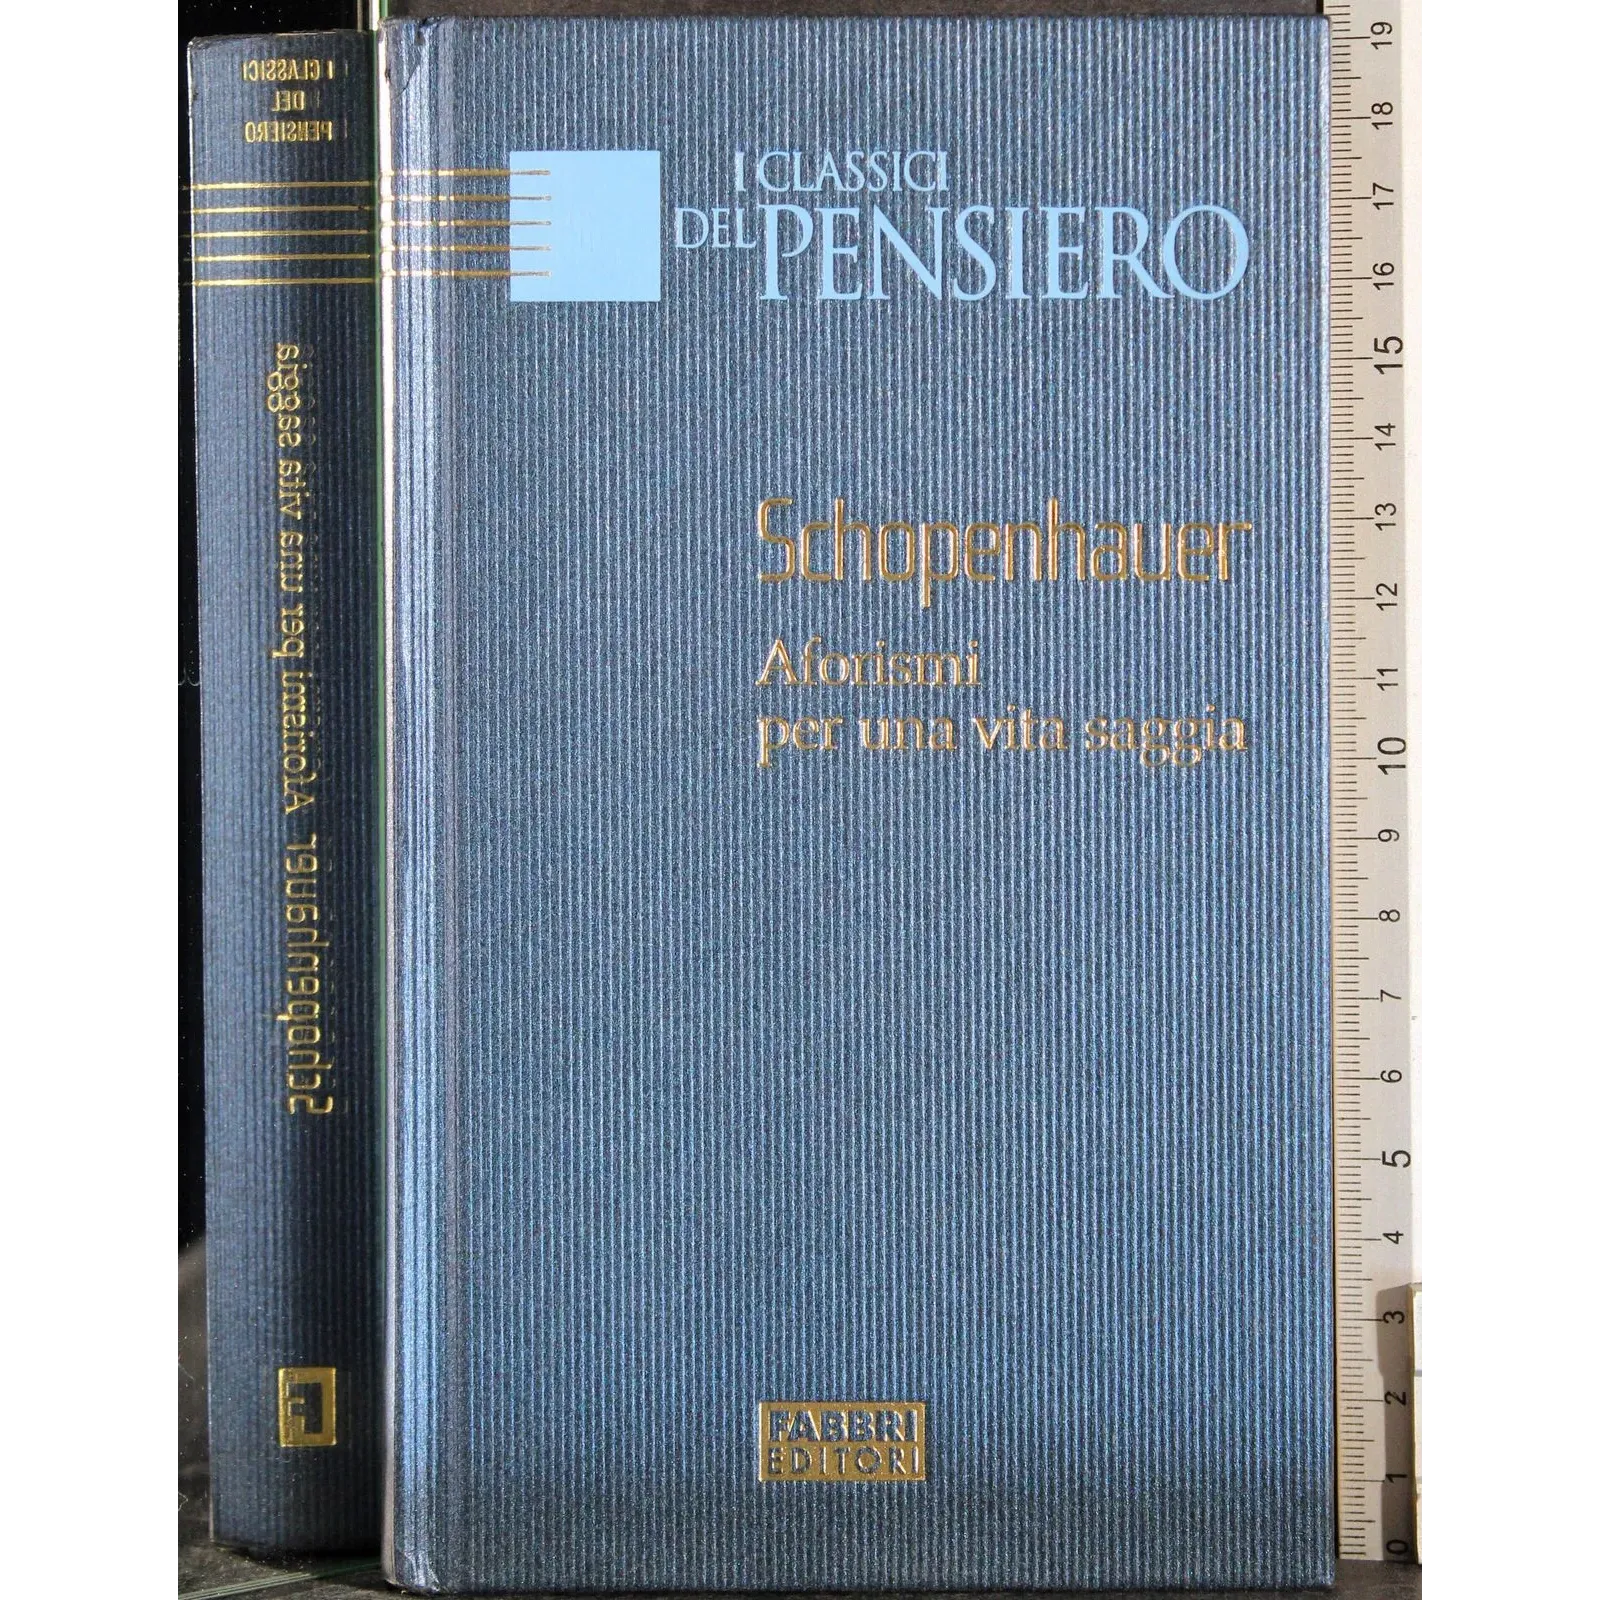 I CLASSICI
DEL PENSIERO
Schopenhauer
Aforismi
per una vita saggia
FABBRI
EDITORI
I CLASSICI
DEL
PENSIERO
Schopenhauer Aforismi per una vita saggia
F
19
18
17
16
15
14
13
12
11
10
9
8
7
6
5
4
3
2
1
0